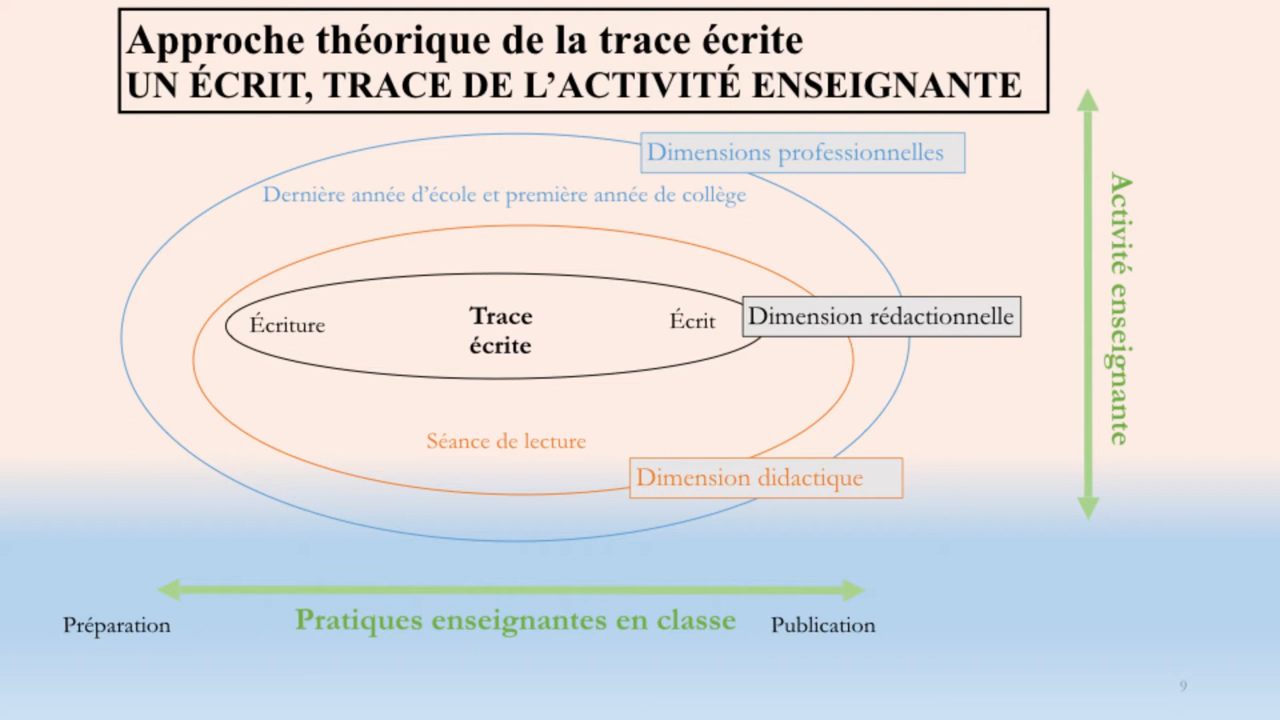 Approche théorique de la trace écrite
UN ÉCRIT, TRACE DE L’ACTIVITÉ ENSEIGNANTE
Dimensions professionnelles
Dernière année d’école et première année de collège
Activité enseignante
Écriture
Trace
écrite
Écrit
Dimension rédactionnelle
Séance de lecture
Dimension didactique
Préparation
Pratiques enseignantes en classe
Publication
9